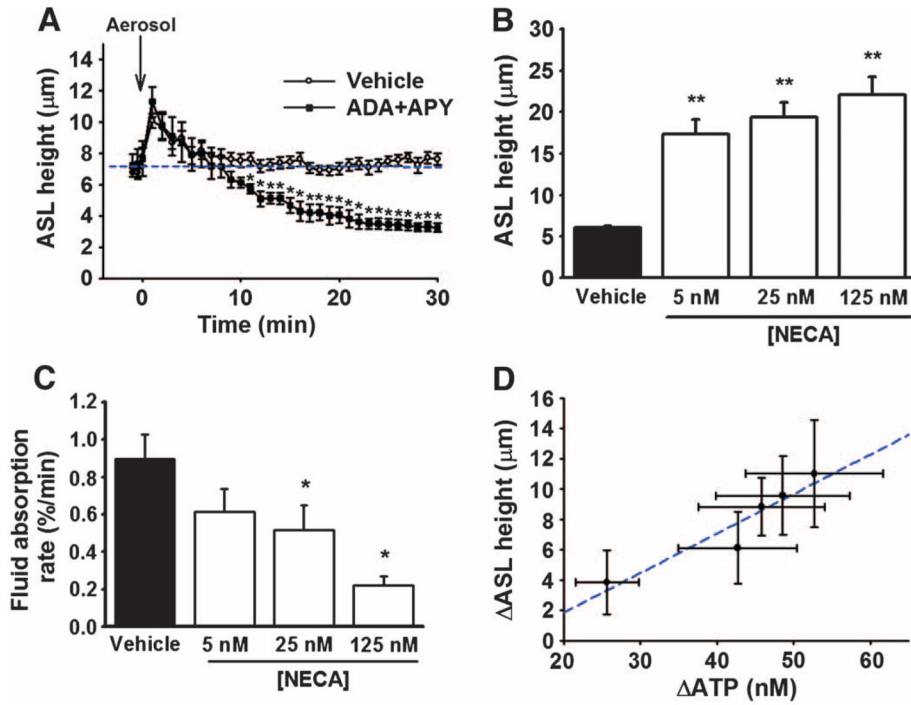 A
Aerosol
ASL height (μm)
14
12
10
8
6
4
2
0
Vehicle
ADA+APY
* * * * * * * * * * * * * * * * * * * *
0 10 20 30
Time (min)
B
ASL height (μm)
30
25
20
15
10
5
0
** ** **
Vehicle 5 nM 25 nM 125 nM
[NECA]
C
Fluid absorption
rate (%/min)
1.2
1.0
0.8
0.6
0.4
0.2
0.0
* *
Vehicle 5 nM 25 nM 125 nM
[NECA]
D
ΔASL height (μm)
16
14
12
10
8
6
4
2
0
20 30 40 50 60
ΔATP (nM)